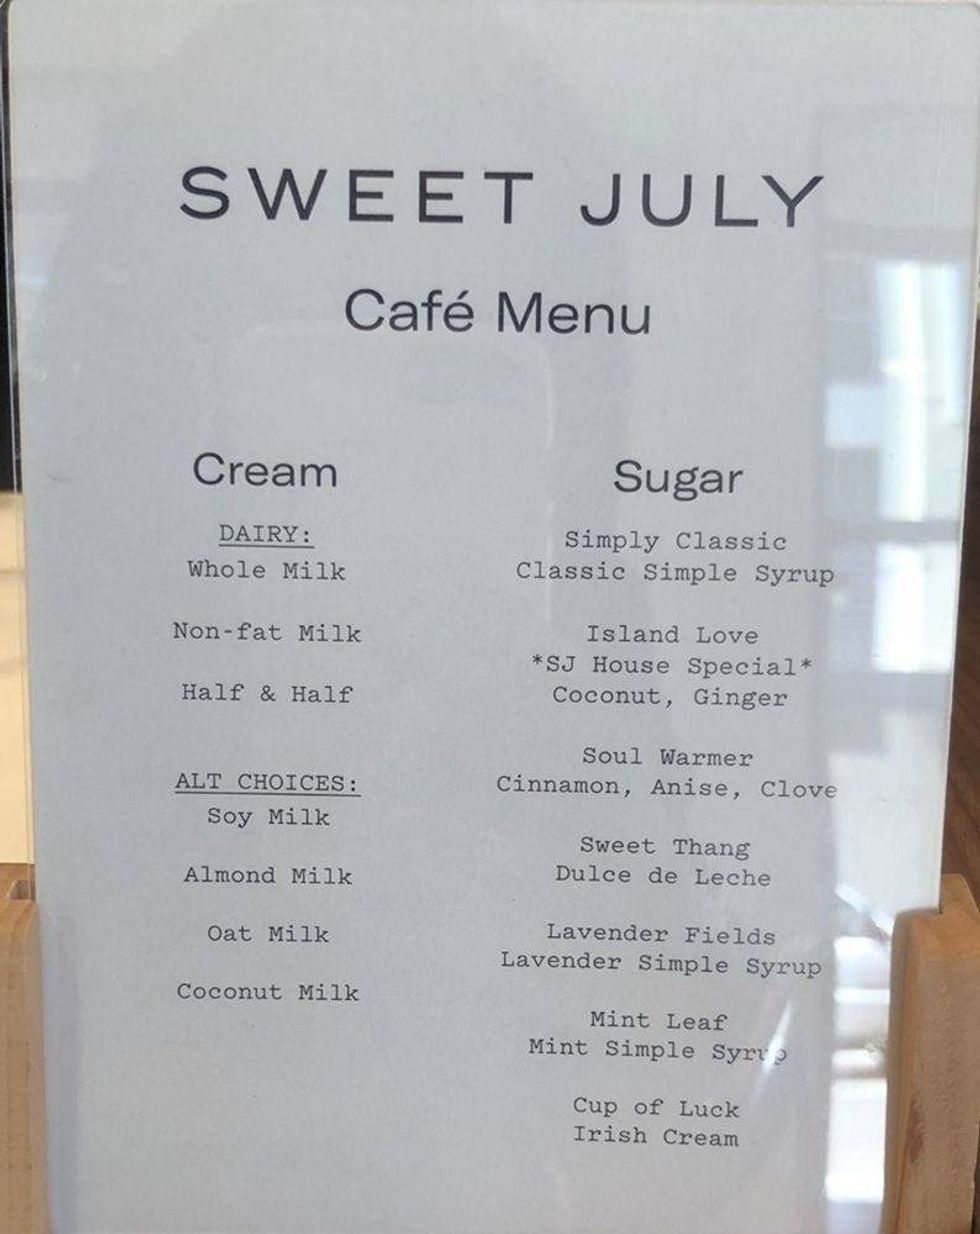 SWEET JULY
Café Menu
Cream
DAIRY:
Whole Milk
Non-fat Milk
Half & Half
ALT CHOICES:
Soy Milk
Almond Milk
Oat Milk
Coconut Milk
Sugar
Simply Classic
Classic Simple Syrup
Island Love
*SJ House Special*
Coconut, Ginger
Soul Warmer
Cinnamon, Anise, Clove
Sweet Thang
Dulce de Leche
Lavender Fields
Lavender Simple Syrup
Mint Leaf
Mint Simple Syrup
Cup of Luck
Irish Cream